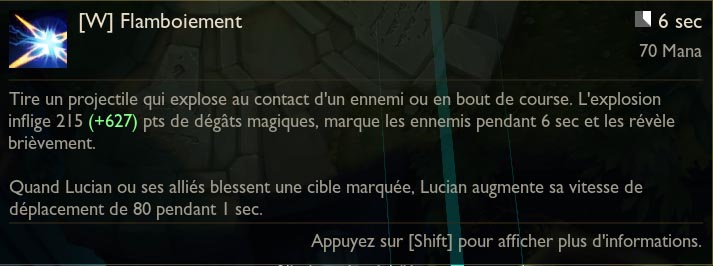 [W] Flamboiement
6 sec
70 Mana
Tire un projectile qui explose au contact d'un ennemi ou en bout de course. L'explosion
inflige 215 (+627) pts de dégâts magiques, marque les ennemis pendant 6 sec et les révèle
brièvement.
Quand Lucian ou ses alliés blessent une cible marquée, Lucian augmente sa vitesse de
déplacement de 80 pendant 1 sec.
Appuyez sur [Shift] pour afficher plus d'informations.